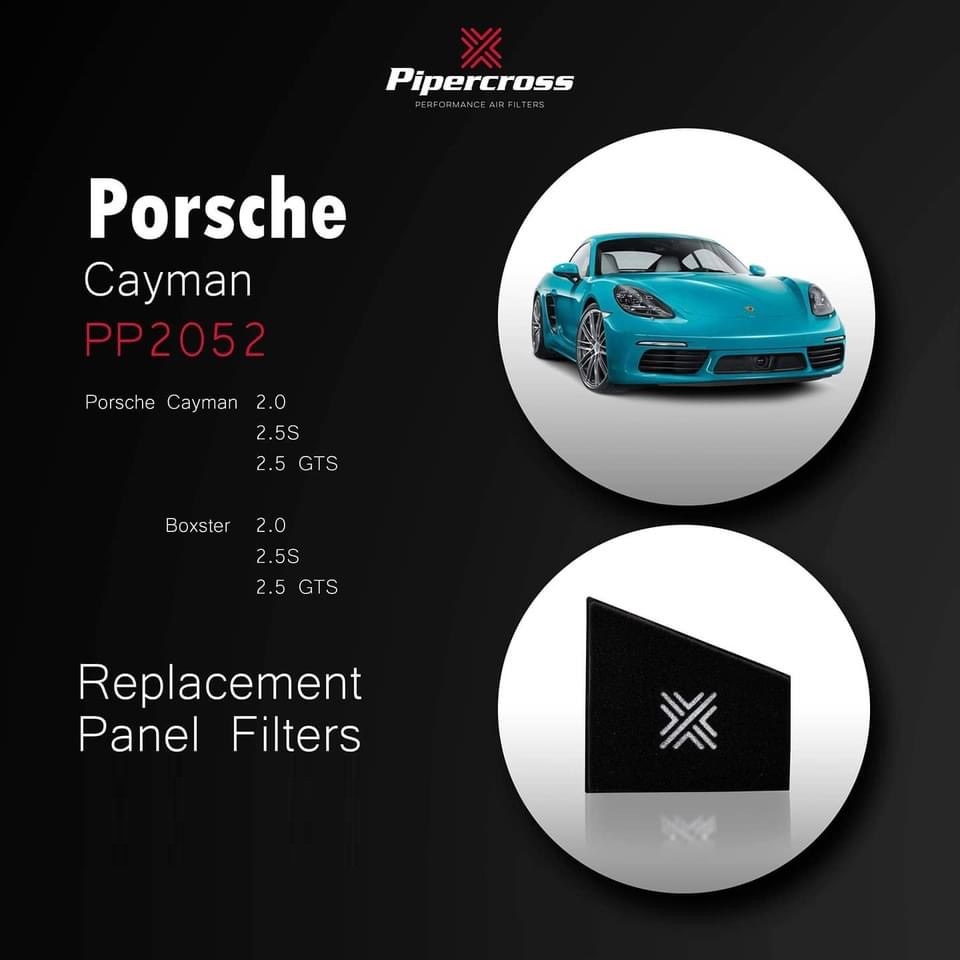 Pipercross
PERFORMANCE AIR FILTERS
Porsche
Cayman
PP2052
Porsche Cayman 2.0
2.5S
2.5 GTS
Boxster 2.0
2.5S
2.5 GTS
Replacement
Panel Filters